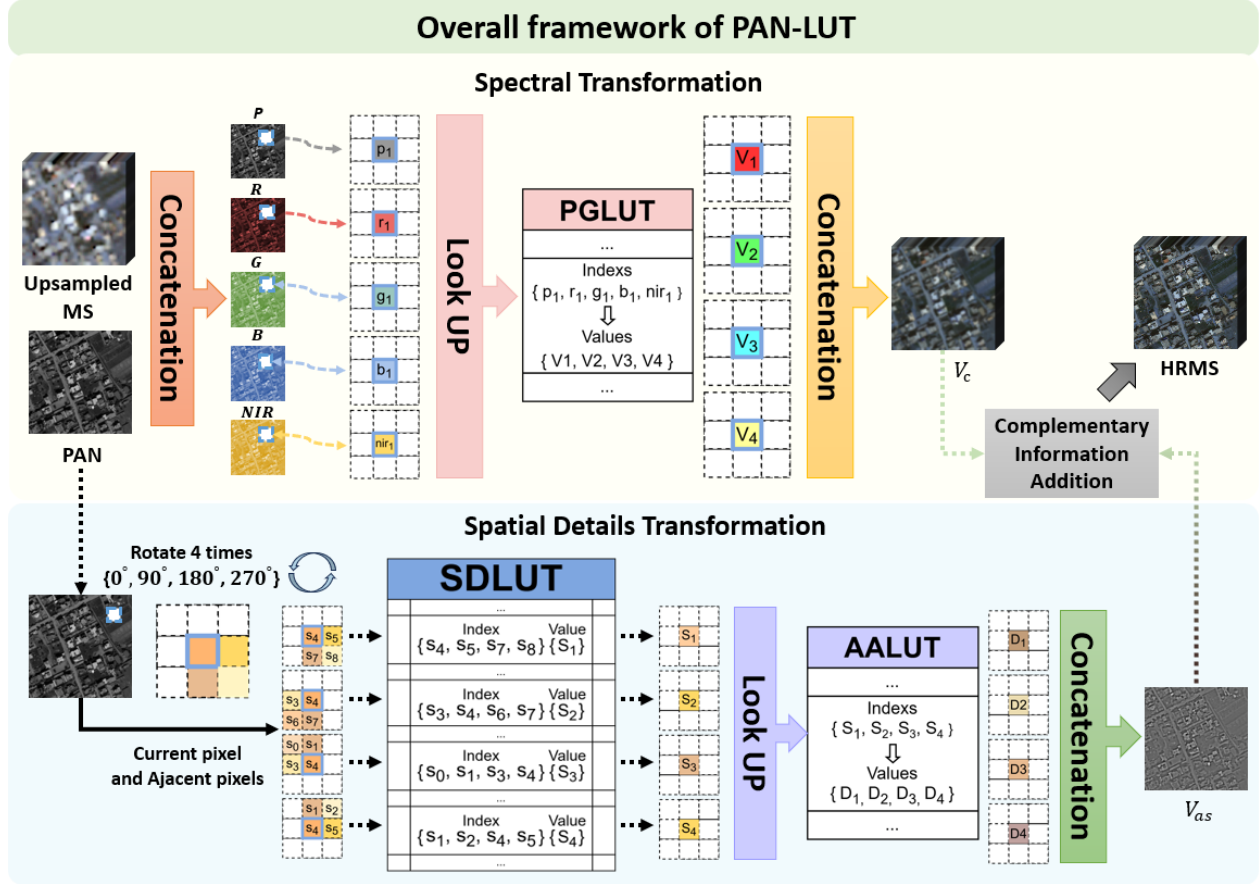 Overall framework of PAN-LUT
Spectral Transformation
Upsampled
MS
PAN
Concatenation
P
R
G
B
NIR
p₁
r₁
g₁
b₁
nir₁
Look UP
PGLUT
...
Indexs
{ p₁, r₁, g₁, b₁, nir₁ }
Values
{ V1, V2, V3, V4 }
...
V₁
V₂
V₃
V₄
Concatenation
V_c
HRMS
Complementary
Information
Addition
Spatial Details Transformation
Rotate 4 times
{0°, 90°, 180°, 270°}
Current pixel
and Ajacent pixels
s₄ s₅
s₇ s₈
s₃ s₄
s₆ s₇
s₀ s₁
s₃ s₄
s₁ s₂
s₄ s₅
SDLUT
...
Index Value
{s₄, s₅, s₇, s₈} {S₁}
...
Index Value
{s₃, s₄, s₆, s₇} {S₂}
...
Index Value
{s₀, s₁, s₃, s₄} {S₃}
...
Index Value
{s₁, s₂, s₄, s₅} {S₄}
...
S₁
S₂
S₃
S₄
Look UP
AALUT
...
Indexs
{ S₁, S₂, S₃, S₄ }
Values
{ D₁, D₂, D₃, D₄ }
...
D₁
D2
D3
D4
Concatenation
V_as